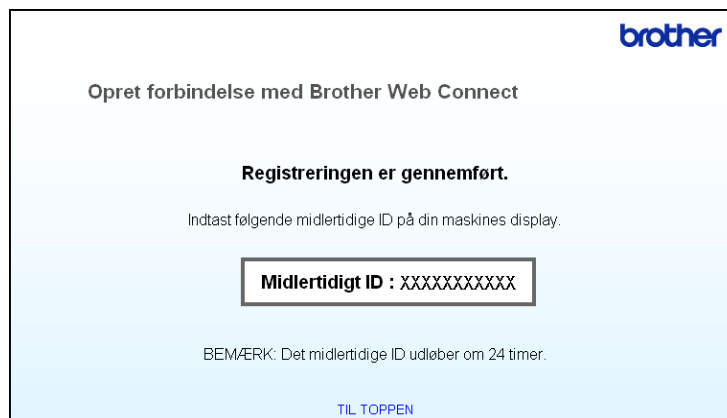 brother
Opret forbindelse med Brother Web Connect
Registreringen er gennemført.
Indtast følgende midlertidige ID på din maskines display.
Midlertidigt ID : XXXXXXXXXXX
BEMÆRK: Det midlertidige ID udløber om 24 timer.
TIL TOPPEN